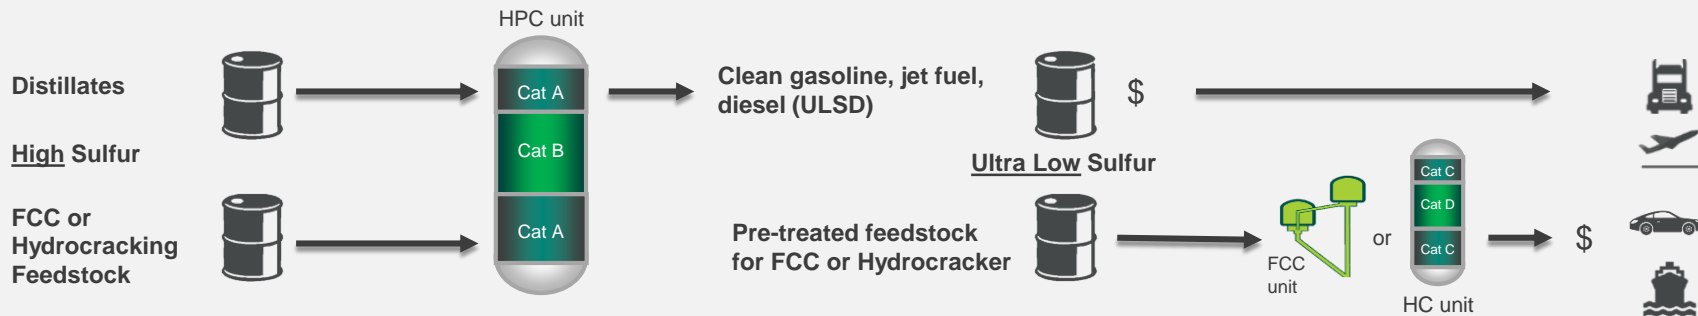 HPC unit
Distillates
High Sulfur
FCC or
Hydrocracking
Feedstock
Cat A
Cat B
Cat A
Clean gasoline, jet fuel,
diesel (ULSD)
$
Ultra Low Sulfur
Pre-treated feedstock
for FCC or Hydrocracker
FCC
unit
or
Cat C
Cat D
Cat C
HC unit
$